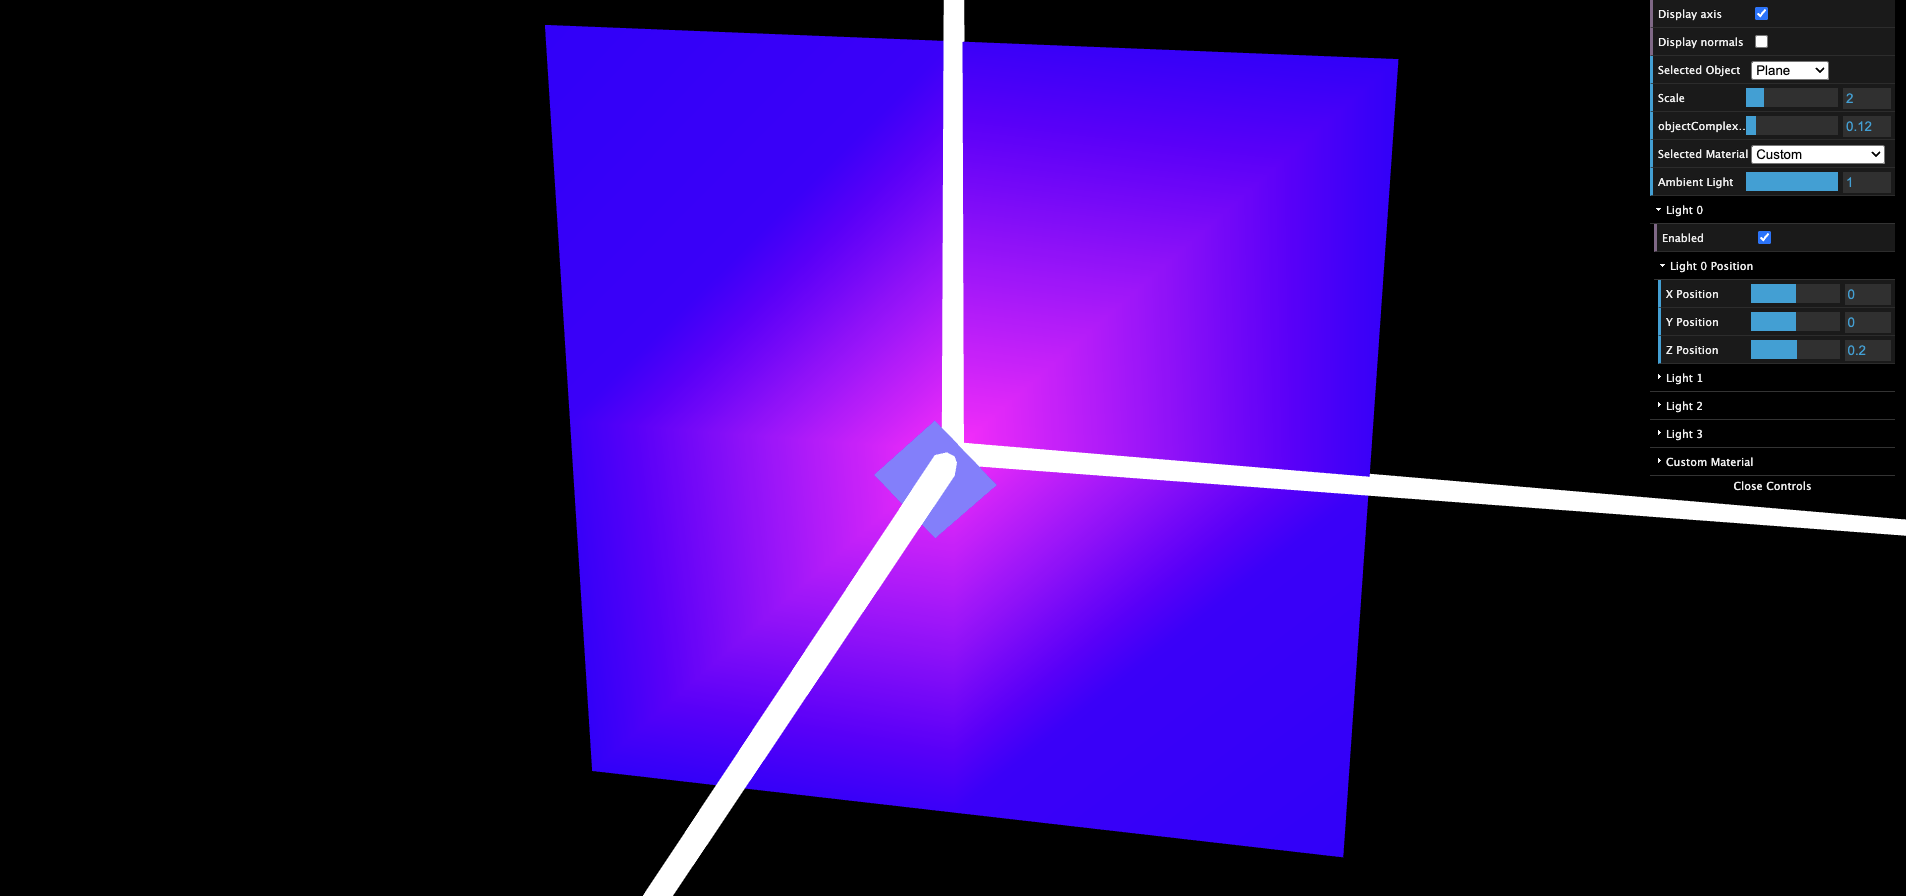 Display axis
Display normals
Selected Object Plane
Scale 2
objectComplex.. 0.12
Selected Material Custom
Ambient Light 1
Light 0
Enabled
Light 0 Position
X Position 0
Y Position 0
Z Position 0.2
Light 1
Light 2
Light 3
Custom Material
Close Controls